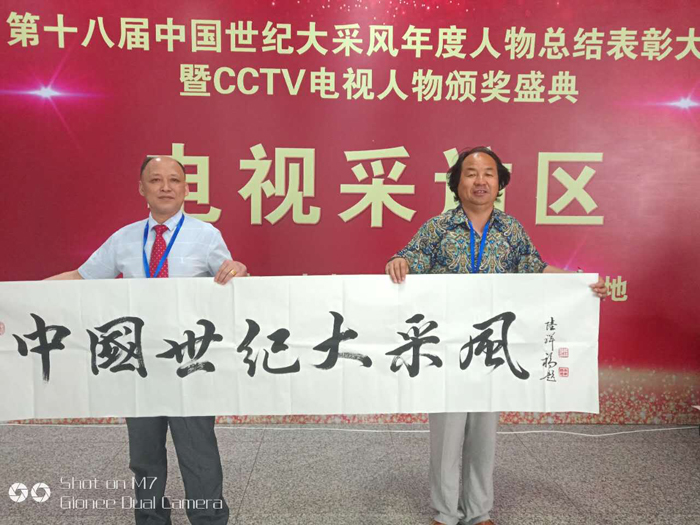 第十八届中国世纪大采风年度人物总结表彰大
暨CCTV电视人物颁奖盛典
电视采访区
地
中國世紀大采風
Shot on M7
Gionee Dual Camera